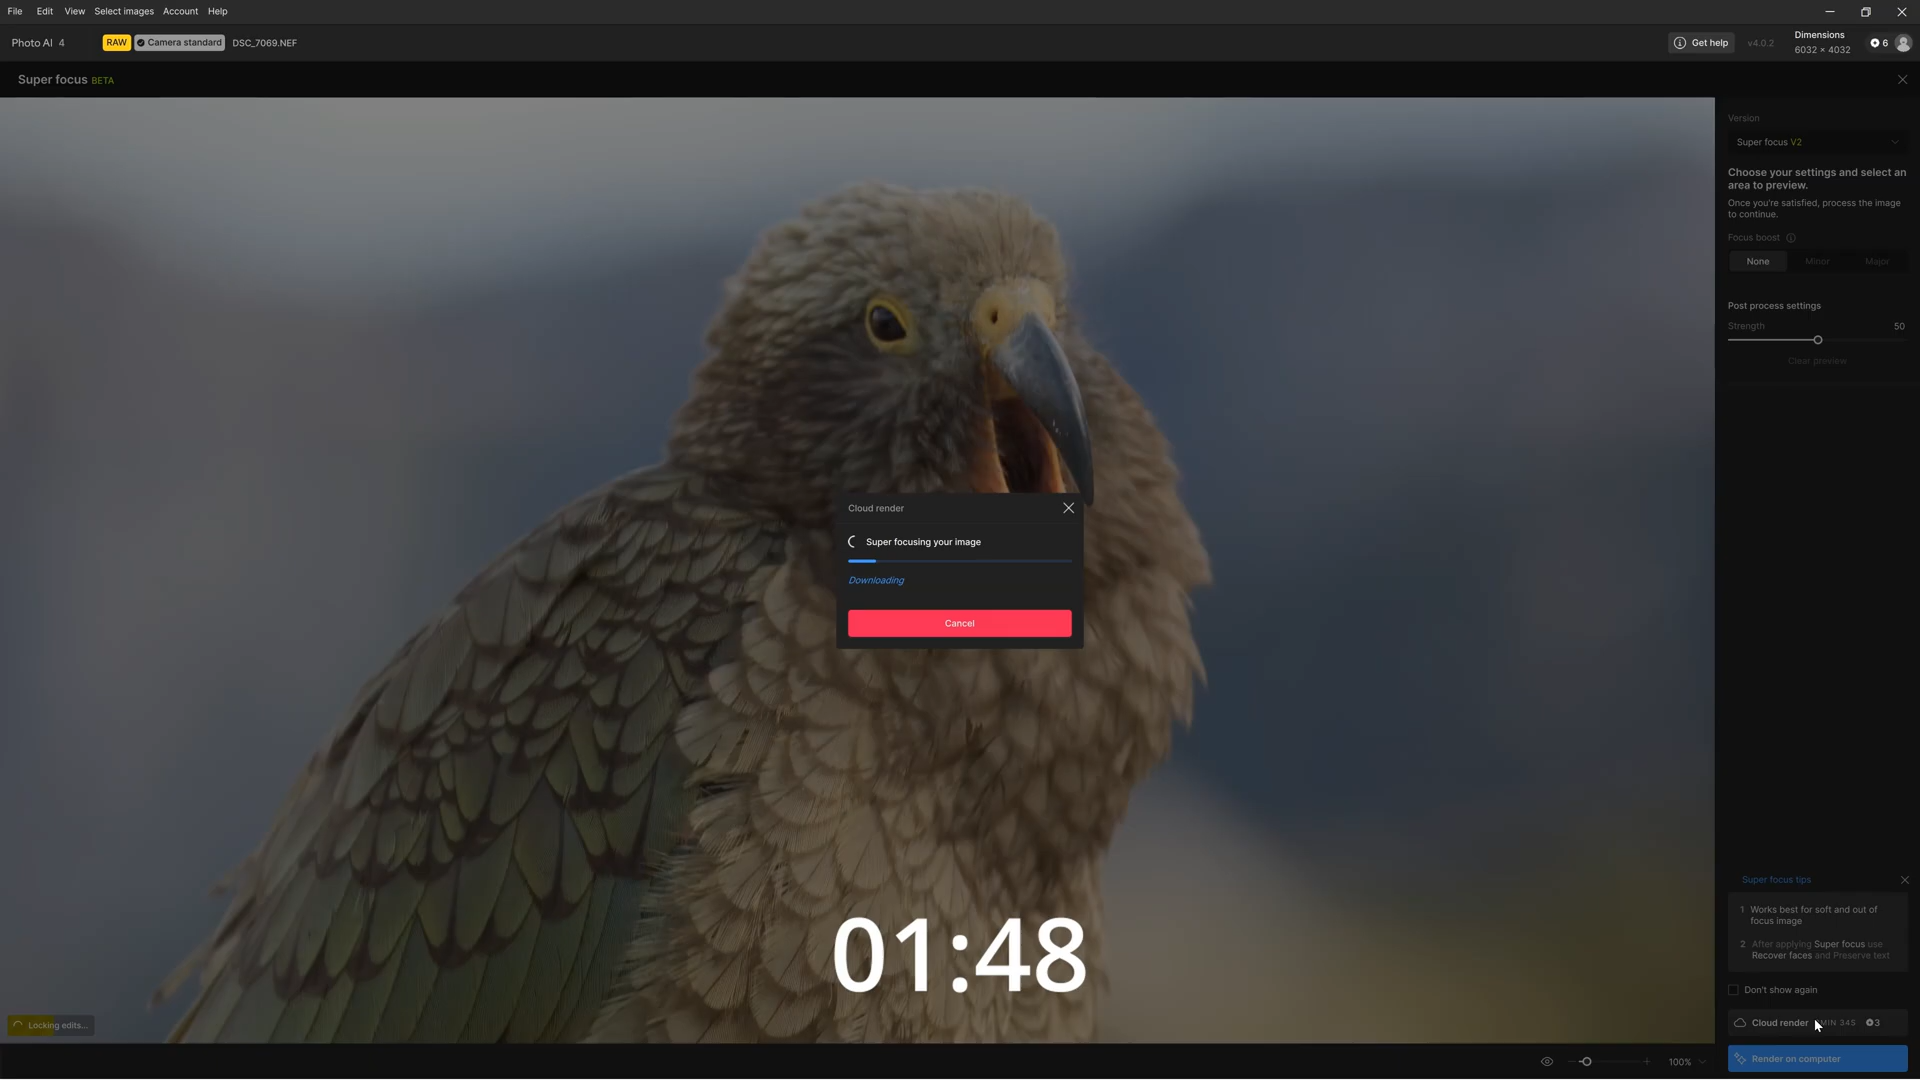 File Edit View Select images Account Help
Photo AI 4 RAW Camera standard DSC_7069.NEF Get help v4.0.2 Dimensions 6032 × 4032 6
Super focus BETA
Version
Super focus V2
Choose your settings and select an
area to preview.
Once you're satisfied, process the image
to continue.
Focus boost
None Minor Major
Post process settings
Strength 50
Clear preview
Cloud render
Super focusing your image
Downloading
Cancel
01:48
Super focus tips
1 Works best for soft and out of
focus image
2 After applying Super focus use
Recover faces and Preserve text
Don't show again
Locking edits...
Cloud render 3
Render on computer
100%